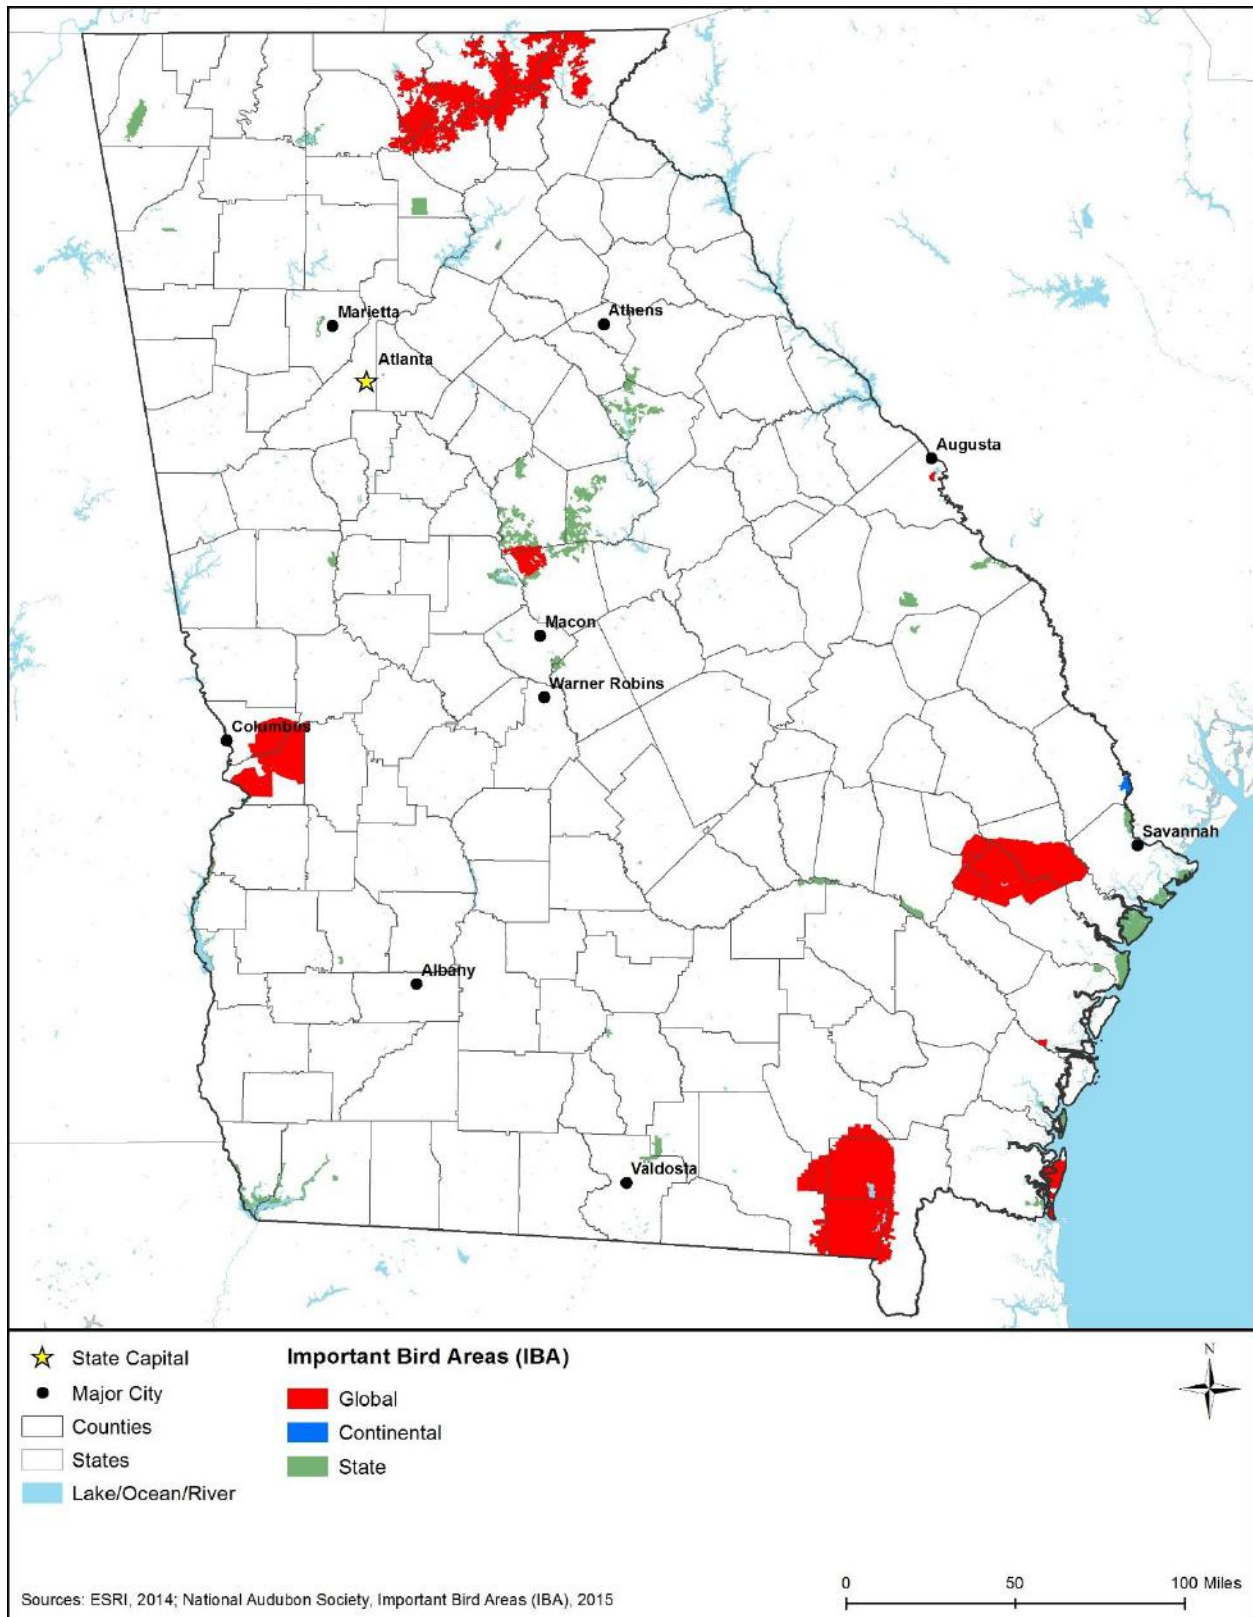 Marietta
Athens
Atlanta
Augusta
Macon
Warner Robins
Columbus
Savannah
Albany
Valdosta
State Capital
Major City
Counties
States
Lake/Ocean/River
Important Bird Areas (IBA)
Global
Continental
State
N
0 50 100 Miles
Sources: ESRI, 2014; National Audubon Society, Important Bird Areas (IBA), 2015